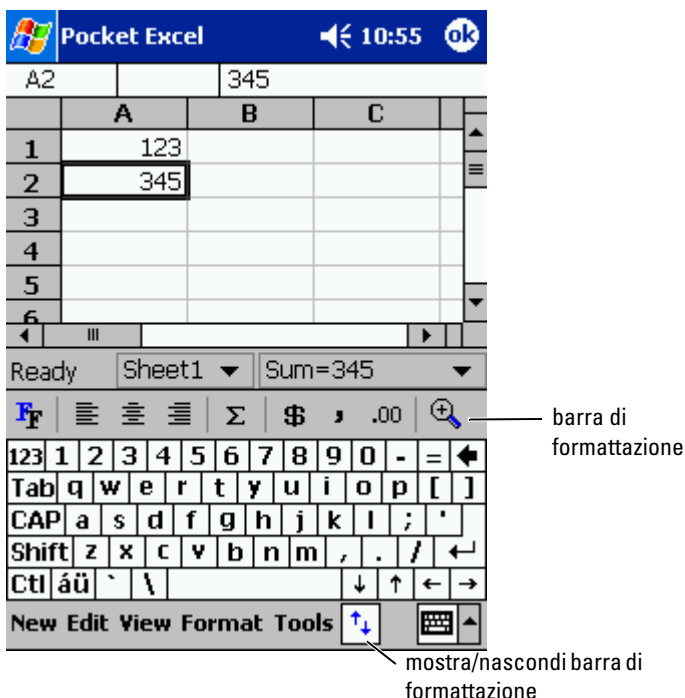 Pocket Excel 10:55 ok
A2 345
A B C
1 123
2 345
3
4
5
6
Ready Sheet1 Sum=345
FF Σ $ , .00
barra di
formattazione
123 1 2 3 4 5 6 7 8 9 0 - =
Tab q w e r t y u i o p [ ]
CAP a s d f g h j k l ; '
Shift z x c v b n m , . /
Ctl áü ` \ ↓ ↑ ← →
New Edit View Format Tools
mostra/nascondi barra di
formattazione